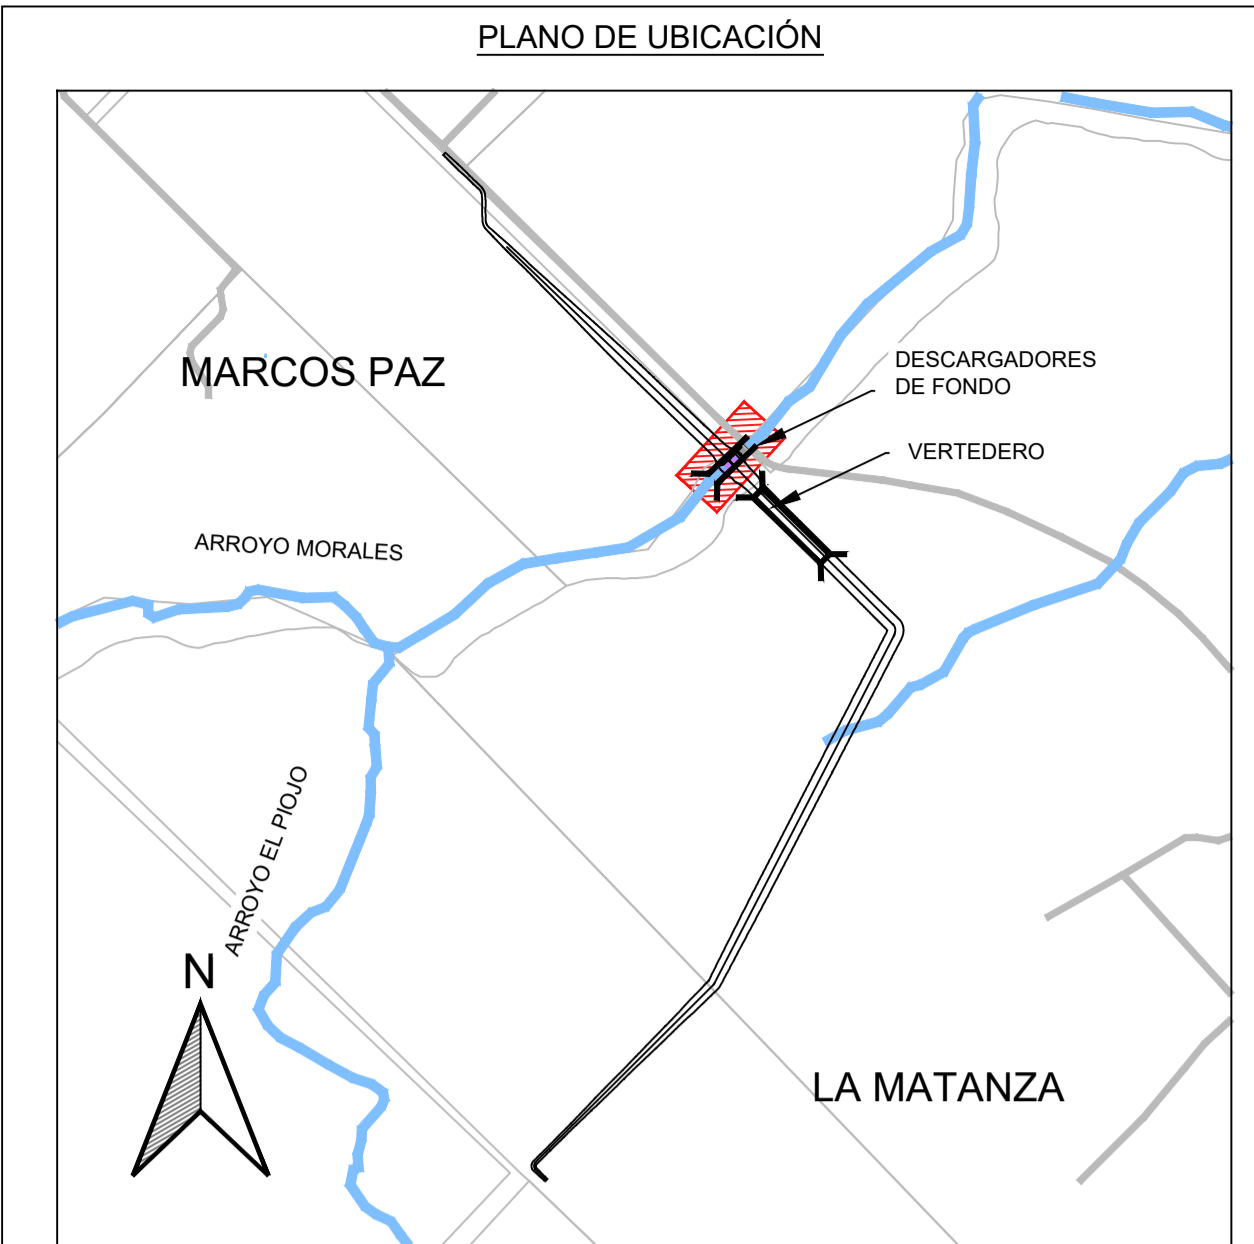 PLANO DE UBICACIÓN
MARCOS PAZ
DESCARGADORES
DE FONDO
VERTEDERO
ARROYO MORALES
ARROYO EL PIOJO
N
LA MATANZA